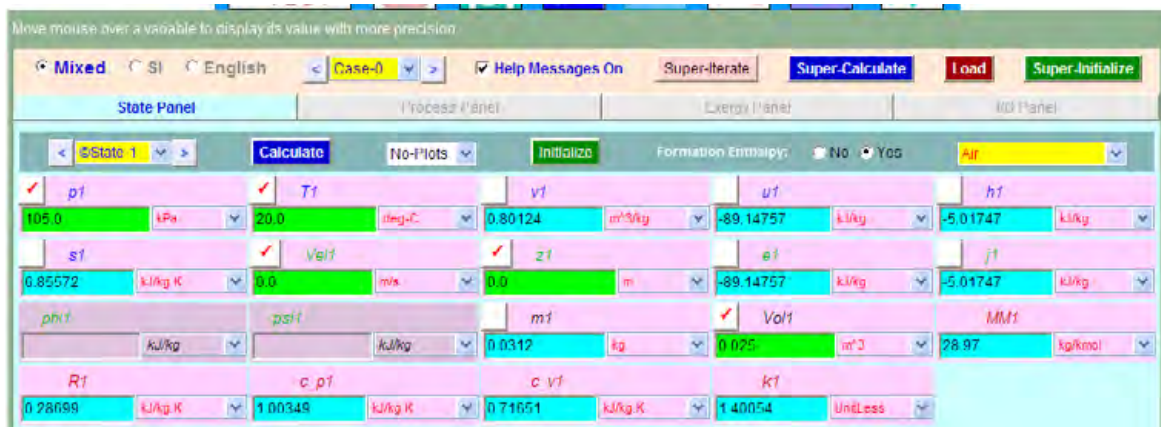 Move mouse over a variable to display its value with more precision.
Mixed SI English < Case-0 > Help Messages On Super-Iterate Super-Calculate Load Super-Initialize
State Panel Process Panel Exergy Panel I/O Panel
< ©State-1 > Calculate No-Plots Initialize Formation Enthalpy: No Yes Air
p1 T1 v1 u1 h1
105.0 kPa 20.0 deg-C 0.80124 m^3/kg -89.14757 kJ/kg -5.01747 kJ/kg
s1 Vel1 z1 e1 j1
6.85572 kJ/kg.K 0.0 m/s 0.0 m -89.14757 kJ/kg -5.01747 kJ/kg
phi1 psi1 m1 Vol1 MM1
kJ/kg kJ/kg 0.0312 kg 0.025 m^3 28.97 kg/kmol
R1 c_p1 c_v1 k1
0.28699 kJ/kg.K 1.00349 kJ/kg.K 0.71651 kJ/kg.K 1.40054 UnitLess